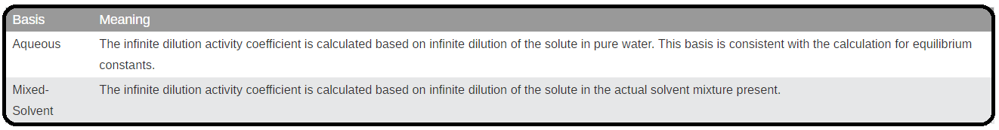 Basis Meaning
Aqueous The infinite dilution activity coefficient is calculated based on infinite dilution of the solute in pure water. This basis is consistent with the calculation for equilibrium
constants.
Mixed- The infinite dilution activity coefficient is calculated based on infinite dilution of the solute in the actual solvent mixture present.
Solvent